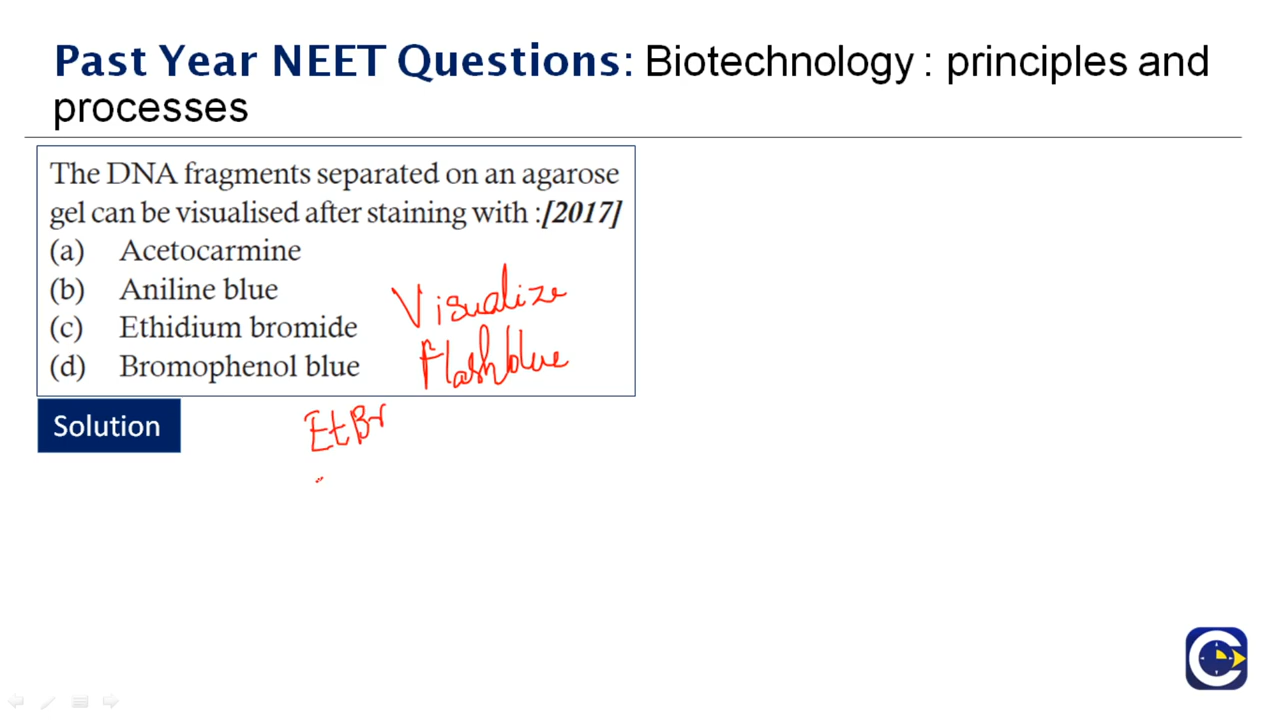 Past Year NEET Questions: Biotechnology : principles and
processes
The DNA fragments separated on an agarose
gel can be visualised after staining with :[2017]
(a) Acetocarmine
(b) Aniline blue
(c) Ethidium bromide
(d) Bromophenol blue
Visualize
Flashblue
Solution
EtBr